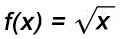 f(x) = √x